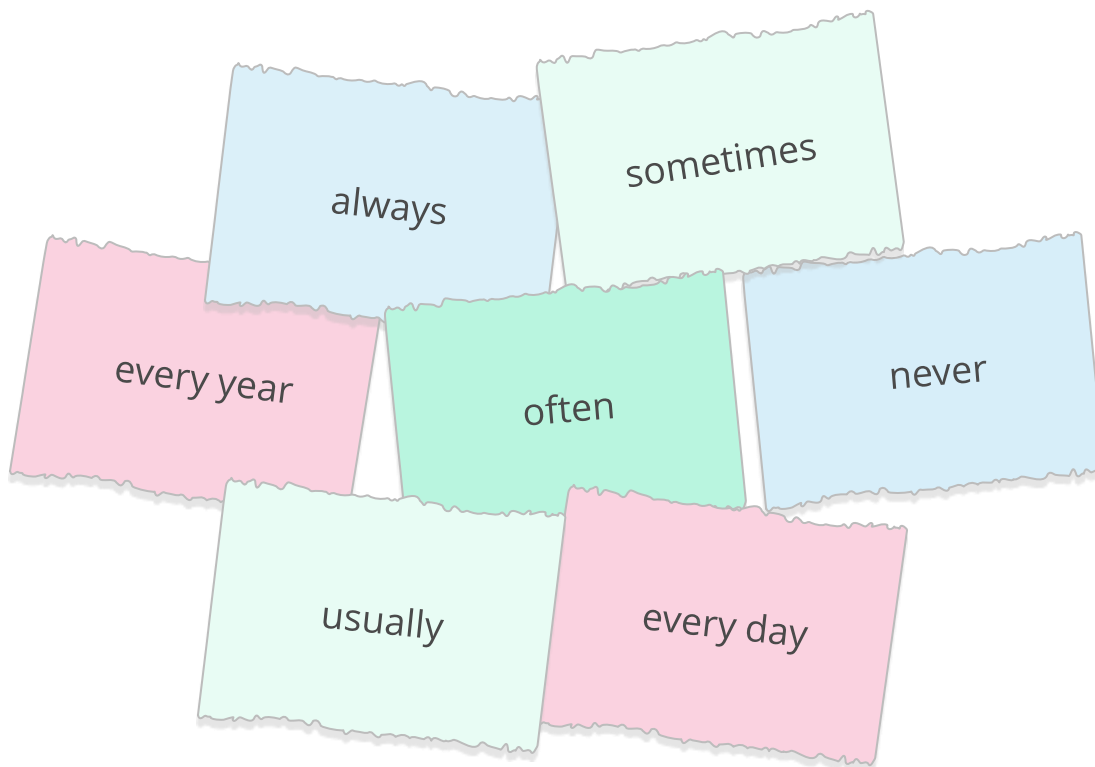 sometimes
always
every year
often
never
usually
every day